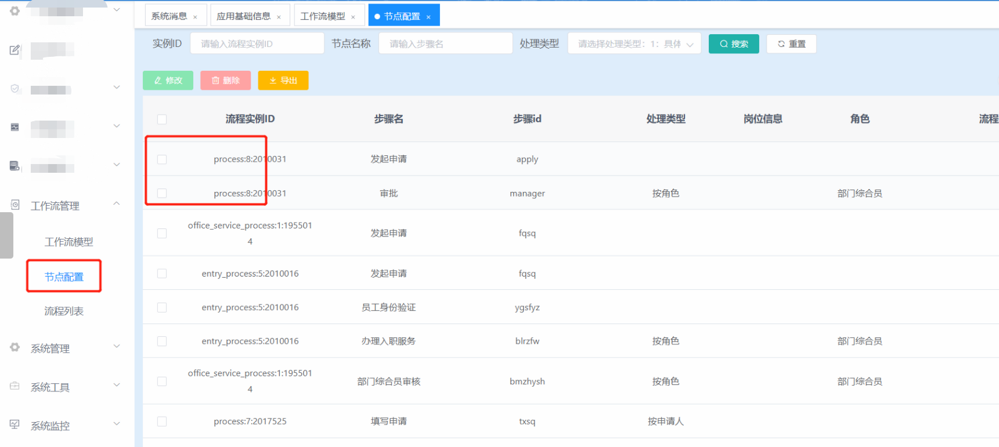 系统消息 ×
应用基础信息 ×
工作流模型 ×
节点配置 ×
实例ID
请输入流程实例ID
节点名称
请输入步骤名
处理类型
请选择处理类型：1：具体
搜索
重置
修改
删除
导出
流程实例ID 步骤名 步骤id 处理类型 岗位信息 角色 流程
process:8:2010031 发起申请 apply
process:8:2010031 审批 manager 按角色 部门综合员
office_service_process:1:195501
4 发起申请 fqsq
entry_process:5:2010016 发起申请 fqsq
entry_process:5:2010016 员工身份验证 ygsfyz
entry_process:5:2010016 办理入职服务 blrzfw 按角色 部门综合员
office_service_process:1:195501
4 部门综合员审核 bmzhysh 按角色 部门综合员
process:7:2017525 填写申请 txsq 按申请人
工作流管理
工作流模型
节点配置
流程列表
系统管理
系统工具
系统监控